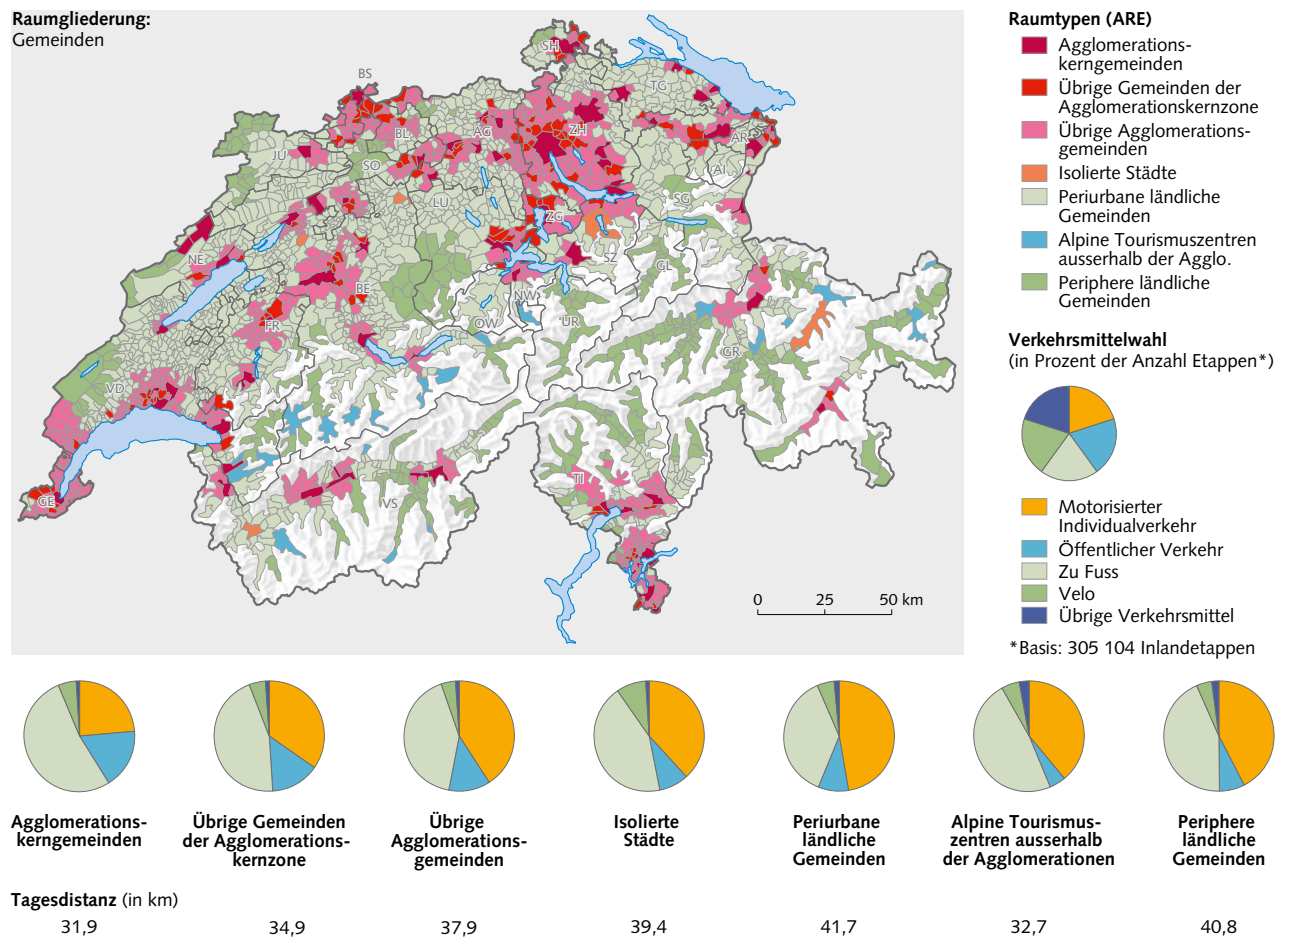 Raumgliederung:
Gemeinden
SH
BS
TG
BL
AG
ZH
AR
JU
SO
AI
LU
SG
ZG
NE
SZ
GL
BE
NW
FR
OW
UR
GR
VD
TI
VS
GE
0 25 50 km
Raumtypen (ARE)
Agglomerations-
kerngemeinden
Übrige Gemeinden der
Agglomerationskernzone
Übrige Agglomerations-
gemeinden
Isolierte Städte
Periurbane ländliche
Gemeinden
Alpine Tourismuszentren
ausserhalb der Agglo.
Periphere ländliche
Gemeinden
Verkehrsmittelwahl
(in Prozent der Anzahl Etappen*)
Motorisierter
Individualverkehr
Öffentlicher Verkehr
Zu Fuss
Velo
Übrige Verkehrsmittel
*Basis: 305 104 Inlandetappen
Agglomerations-
kerngemeinden
Übrige Gemeinden
der Agglomerations-
kernzone
Übrige
Agglomerations-
gemeinden
Isolierte
Städte
Periurbane
ländliche
Gemeinden
Alpine Tourismus-
zentren ausserhalb
der Agglomerationen
Periphere
ländliche
Gemeinden
Tagesdistanz (in km)
31,9 34,9 37,9 39,4 41,7 32,7 40,8